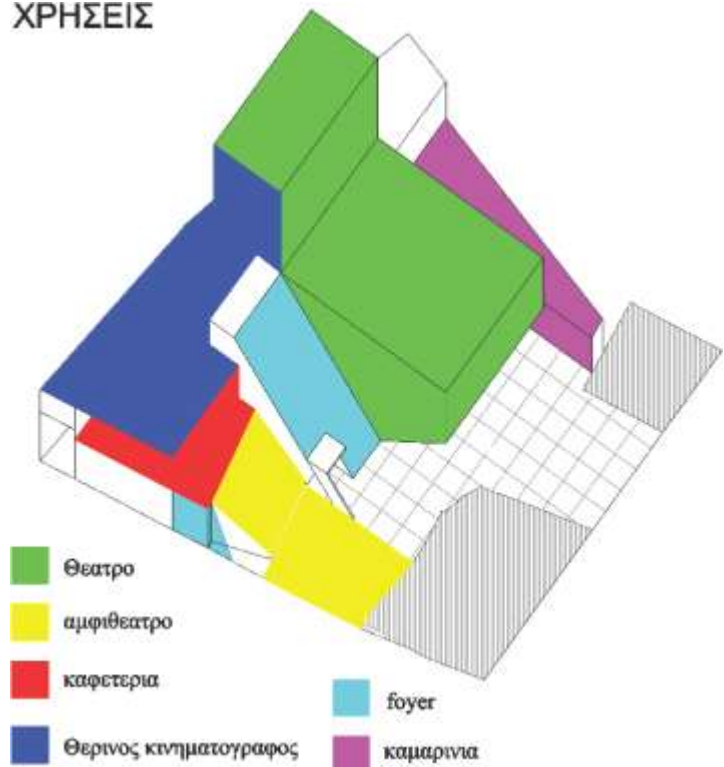 ΧΡΗΣΕΙΣ
Θεατρο
αμφιθεατρο
καφετερια
Θερινος κινηματογραφος
foyer
καμαρινια